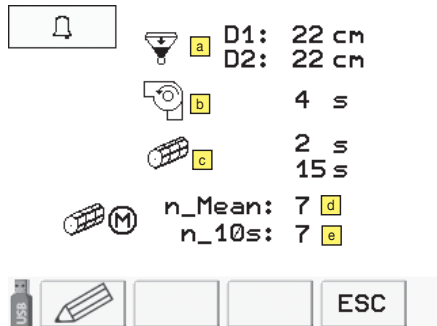 a D1: 22 cm
D2: 22 cm
b 4 s
2 s
c 15 s
M n_Mean: 7 d
n_10s: 7 e
USB ESC